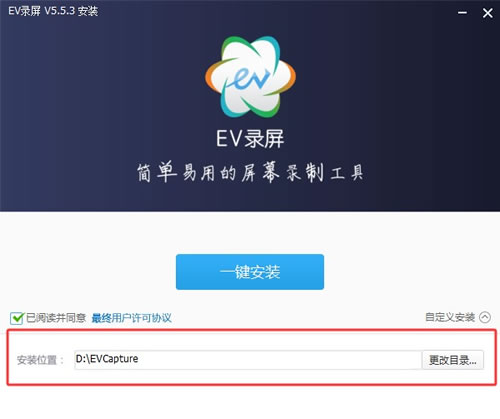 EV录屏 V5.5.3 安装
ev
EV录屏
简单易用的屏幕录制工具
一键安装
已阅读并同意 最终用户许可协议 自定义安装
安装位置： D:\EVCapture 更改目录...